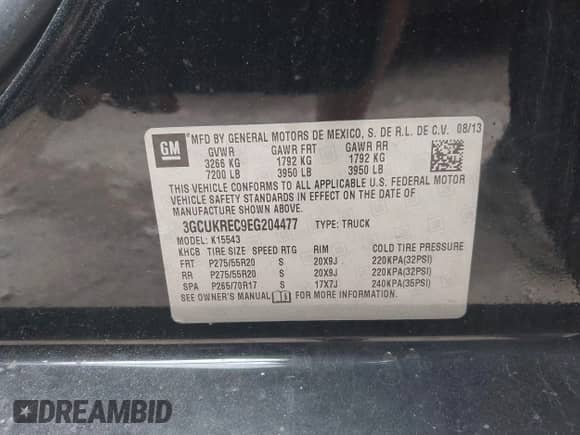 GM
®MFD BY GENERAL MOTORS DE MEXICO, S. DE R.L. DE C.V. 08/13
GVWR GAWR FRT GAWR RR
3266 KG 1792 KG 1792 KG
7200 LB 3950 LB 3950 LB
THIS VEHICLE CONFORMS TO ALL APPLICABLE U.S. FEDERAL MOTOR
VEHICLE SAFETY STANDARDS IN EFFECT ON THE DATE OF
MANUFACTURE SHOWN ABOVE.
3GCUKREC9EG204477 TYPE: TRUCK
MODEL: K15543
KHCB TIRE SIZE SPEED RTG RIM COLD TIRE PRESSURE
FRT P275/55R20 S 20X9J 220KPA(32PSI)
RR P275/55R20 S 20X9J 220KPA(32PSI)
SPA P265/70R17 S 17X7J 240KPA(35PSI)
SEE OWNER'S MANUAL FOR MORE INFORMATION.
DREAMBID